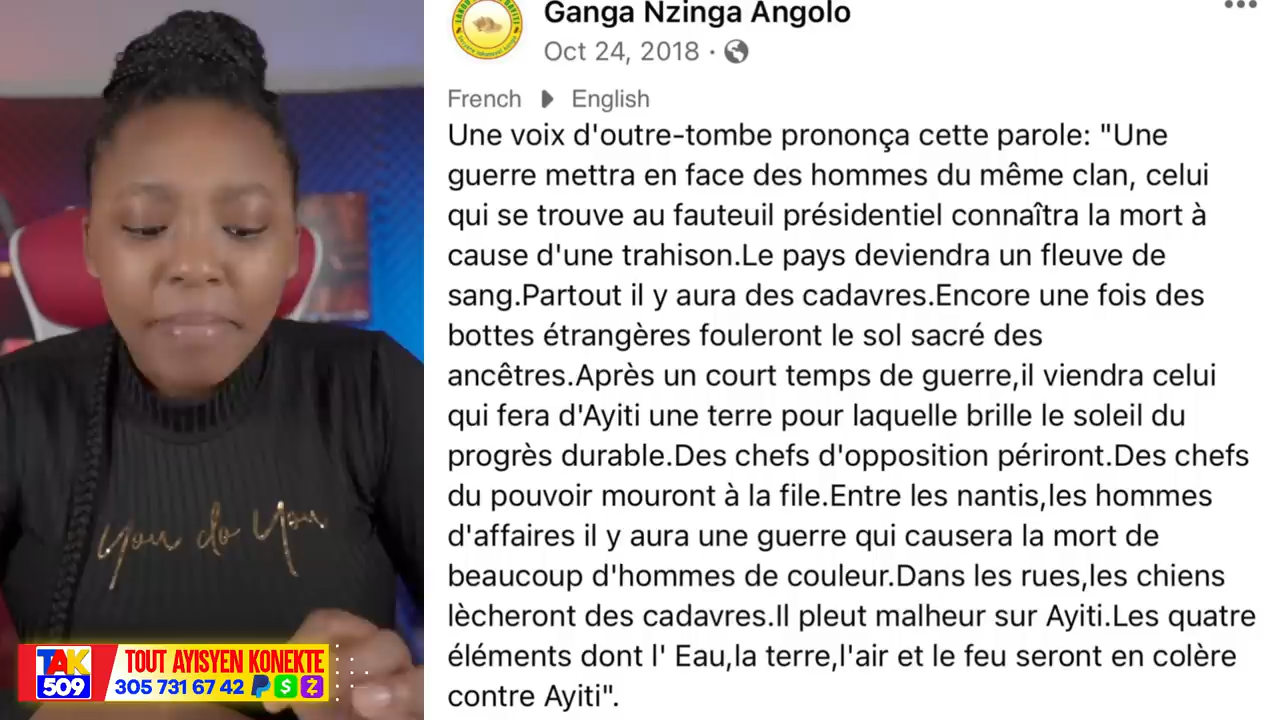 Ganga Nzinga Angolo
Oct 24, 2018 ·
French English
Une voix d'outre-tombe prononça cette parole: "Une
guerre mettra en face des hommes du même clan, celui
qui se trouve au fauteuil présidentiel connaîtra la mort à
cause d'une trahison.Le pays deviendra un fleuve de
sang.Partout il y aura des cadavres.Encore une fois des
bottes étrangères fouleront le sol sacré des
ancêtres.Après un court temps de guerre,il viendra celui
qui fera d'Ayiti une terre pour laquelle brille le soleil du
progrès durable.Des chefs d'opposition périront.Des chefs
du pouvoir mouront à la file.Entre les nantis,les hommes
d'affaires il y aura une guerre qui causera la mort de
beaucoup d'hommes de couleur.Dans les rues,les chiens
lècheront des cadavres.Il pleut malheur sur Ayiti.Les quatre
éléments dont l' Eau,la terre,l'air et le feu seront en colère
contre Ayiti".
you do you
TAK
509
TOUT AYISYEN KONEKTE
305 731 67 42